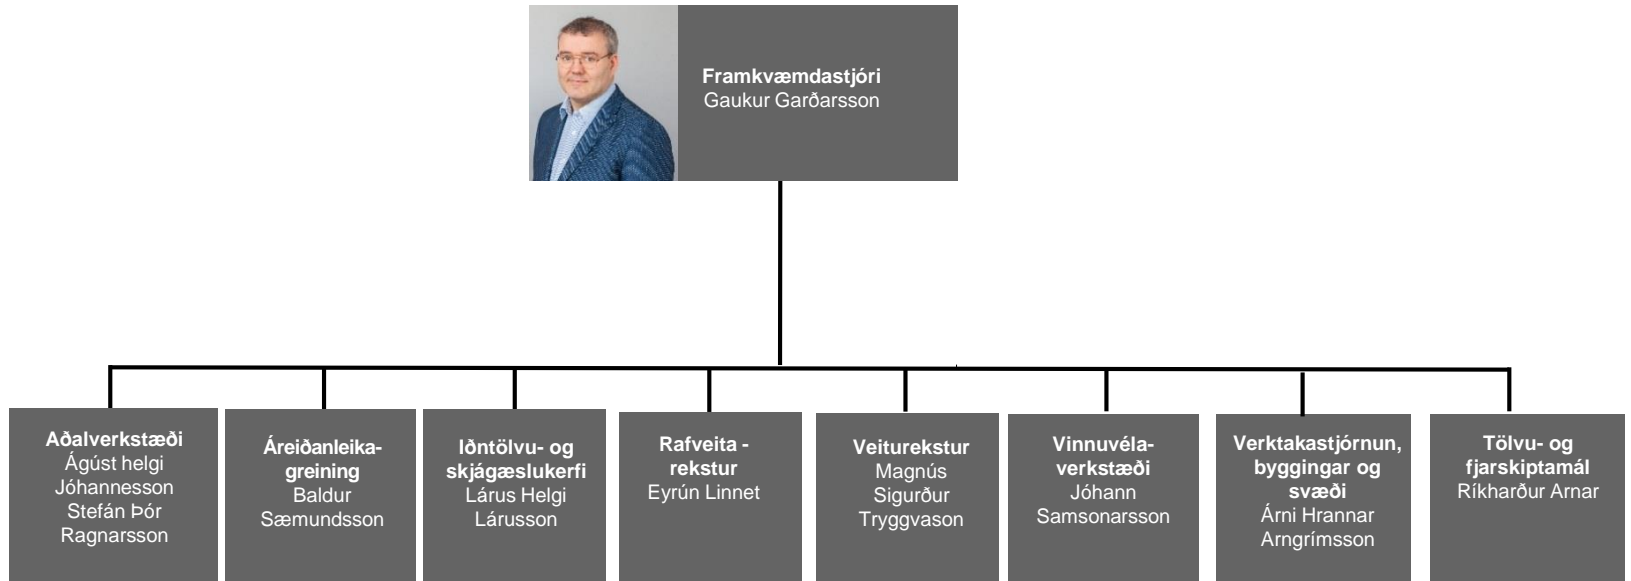 Framkvæmdastjóri
Gaukur Garðarsson
Aðalverkstæði
Ágúst helgi
Jóhannesson
Stefán Þór
Ragnarsson
Áreiðanleika-
greining
Baldur
Sæmundsson
Iðntölvu- og
skjágæslukerfi
Lárus Helgi
Lárusson
Rafveita -
rekstur
Eyrún Linnet
Veiturekstur
Magnús
Sigurður
Tryggvason
Vinnuvéla-
verkstæði
Jóhann
Samsonarsson
Verktakastjórnun,
byggingar og
svæði
Árni Hrannar
Arngrímsson
Tölvu- og
fjarskiptamál
Ríkharður Arnar